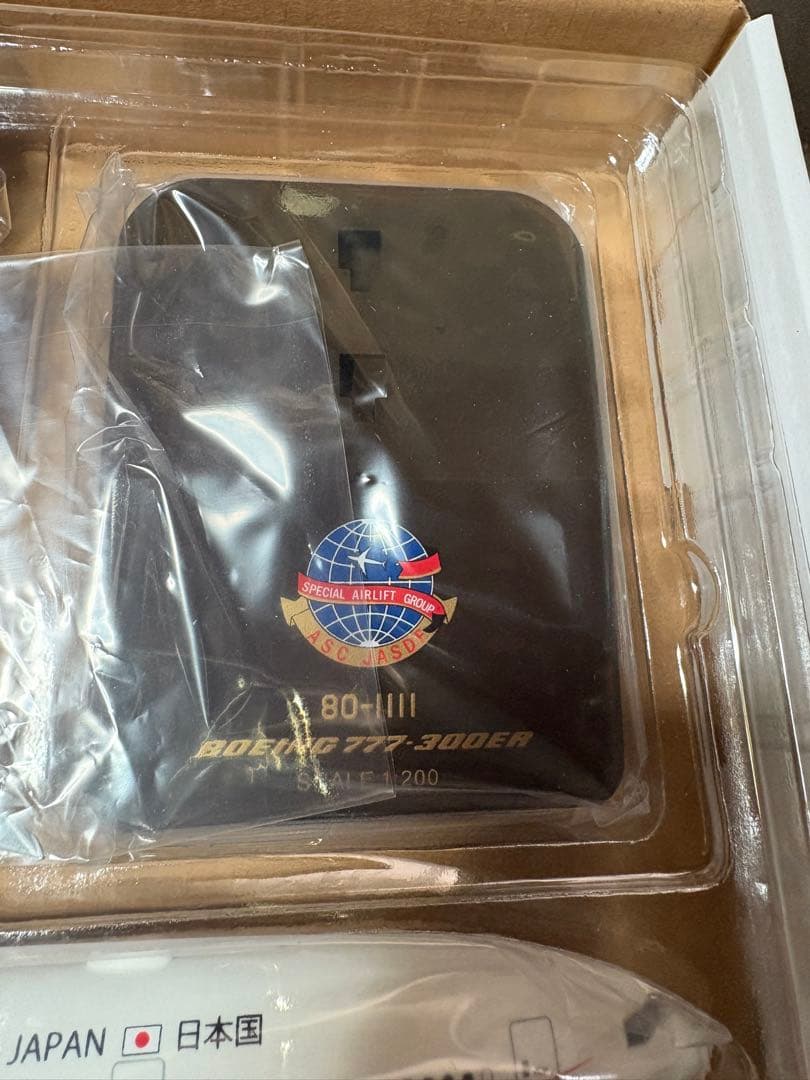 SPECIAL AIRLIFT GROUP
ASC JASDF
80-1111
BOEING 777-300ER
SCALE 1:200
JAPAN 日本国